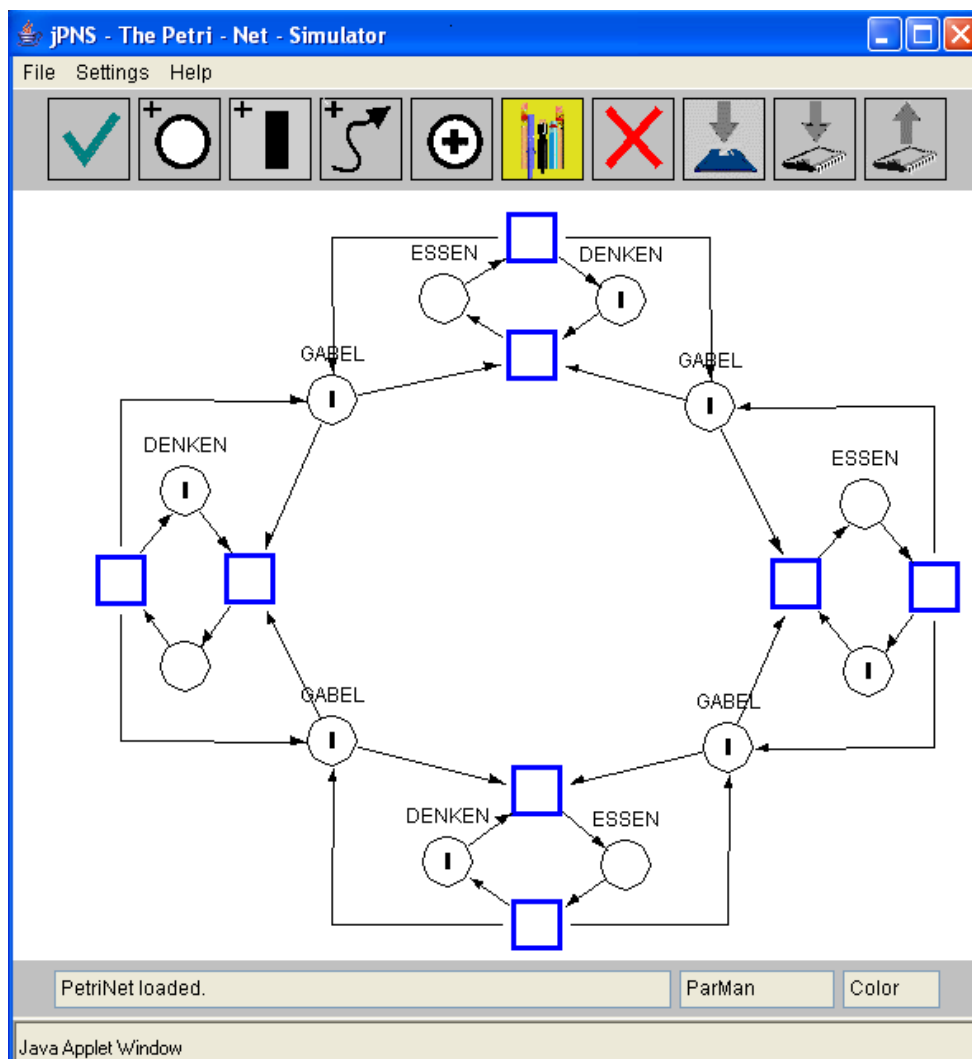 jPNS - The Petri - Net - Simulator
File Settings Help
ESSEN DENKEN
GABEL GABEL
DENKEN ESSEN
GABEL GABEL
DENKEN ESSEN
PetriNet loaded. ParMan Color
Java Applet Window